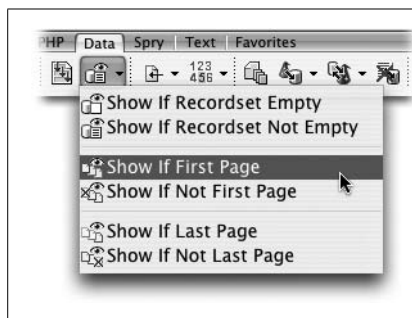 PHP Data Spry Text Favorites
123
456
Show If Recordset Empty
Show If Recordset Not Empty
Show If First Page
Show If Not First Page
Show If Last Page
Show If Not Last Page